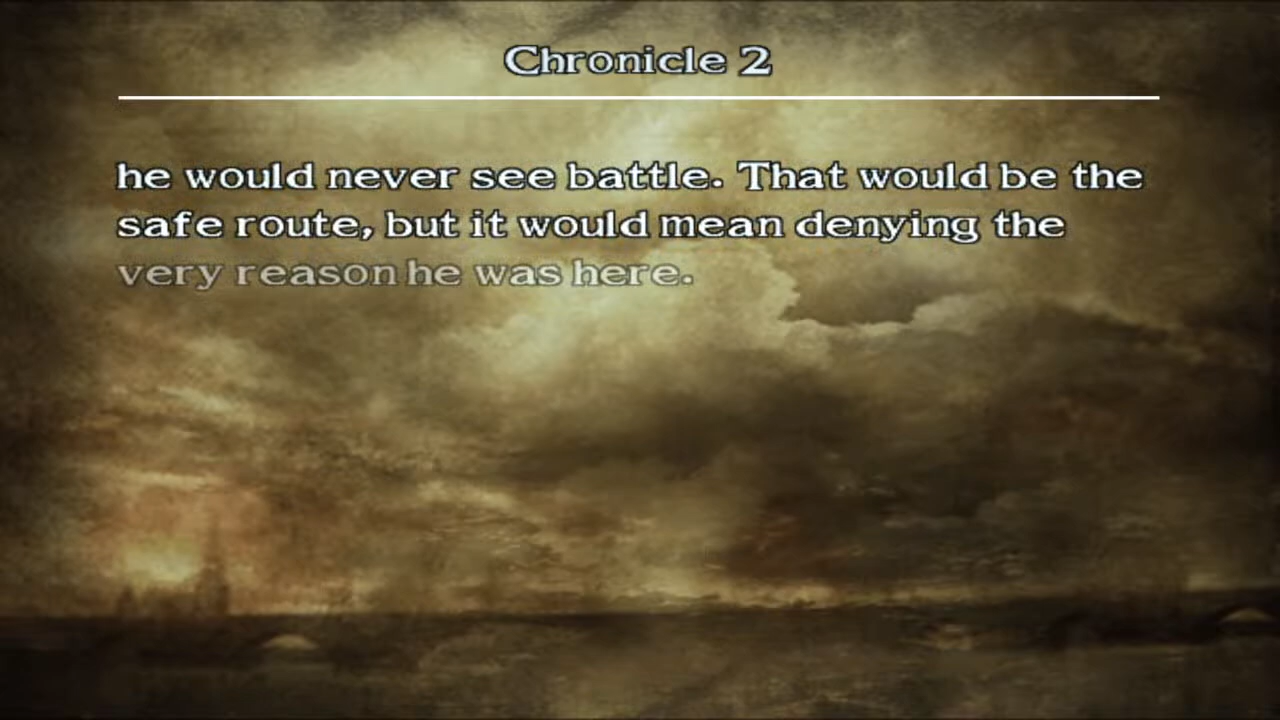 Chronicle 2
he would never see battle. That would be the
safe route, but it would mean denying the
very reason he was here.